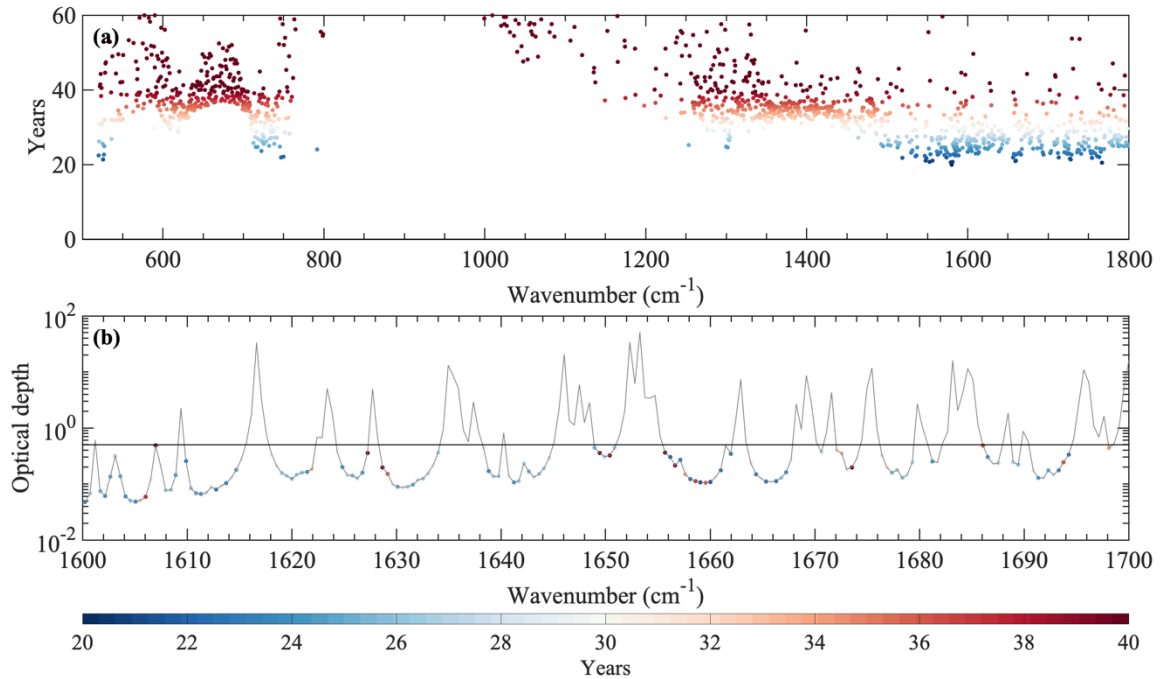 (a)
Years
60
40
20
0
600 800 1000 1200 1400 1600 1800
Wavenumber (cm⁻¹)
(b)
Optical depth
10²
10⁰
10⁻²
1600 1610 1620 1630 1640 1650 1660 1670 1680 1690 1700
Wavenumber (cm⁻¹)
20 22 24 26 28 30 32 34 36 38 40
Years